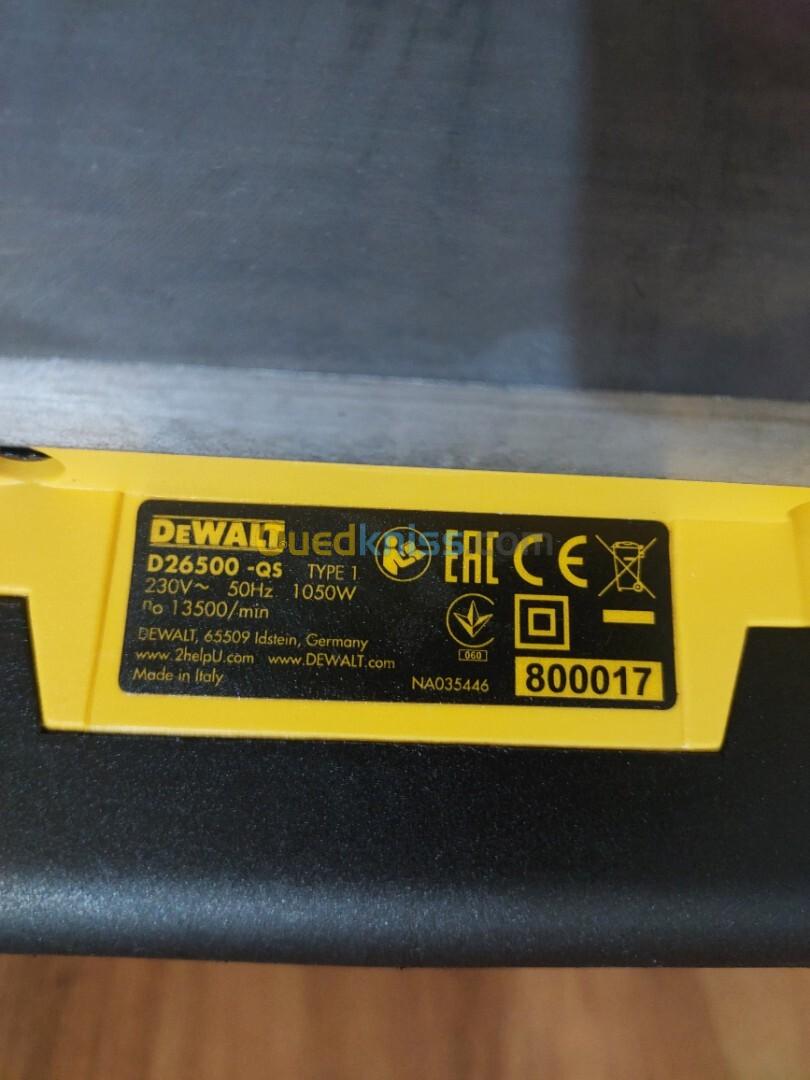 DEWALT
D26500 -QS TYPE 1
230V~ 50Hz 1050W
n₀ 13500/min
DEWALT, 65509 Idstein, Germany
www.2helpU.com www.DEWALT.com
Made in Italy
EAC CE
060
NA035446
800017
Ouedkniss.com